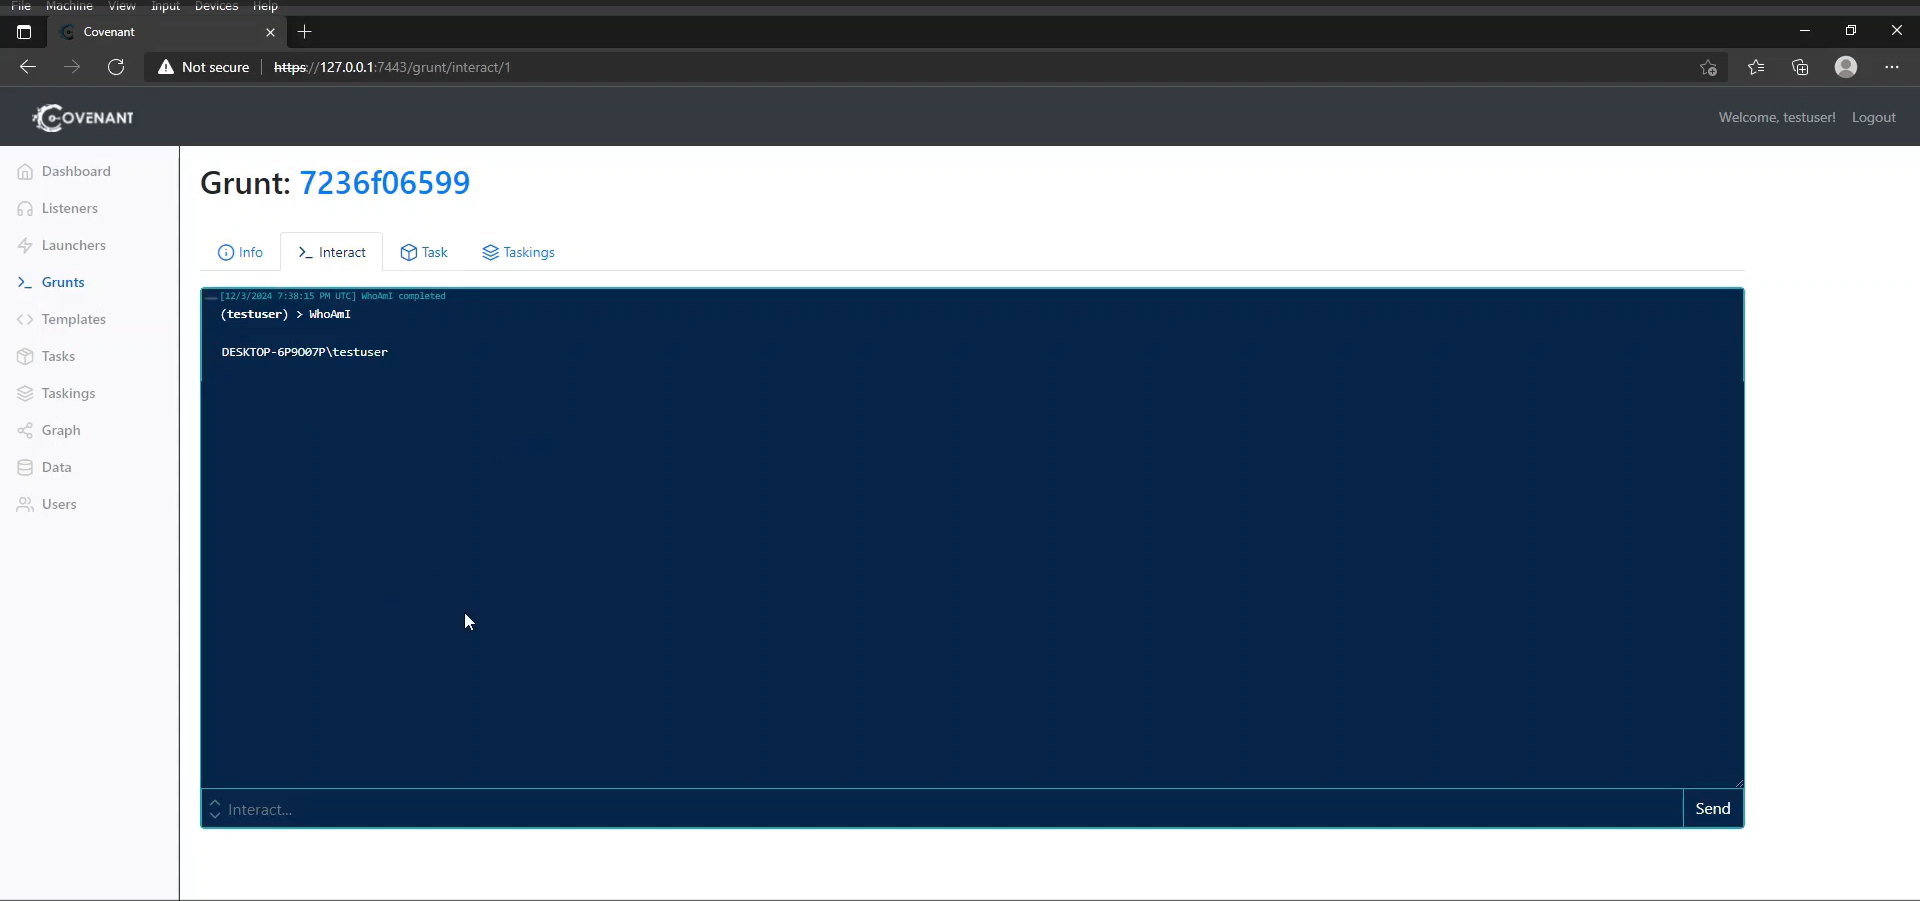 File Machine View Input Devices Help
Covenant
Not secure https://127.0.0.1:7443/grunt/interact/1
COVENANT
Welcome, testuser! Logout
Dashboard
Listeners
Launchers
Grunts
Templates
Tasks
Taskings
Graph
Data
Users
Grunt: 7236f06599
Info Interact Task Taskings
[12/3/2024 7:38:15 PM UTC] WhoAmI completed
(testuser) > WhoAmI
DESKTOP-6P9O07P\testuser
Interact...
Send